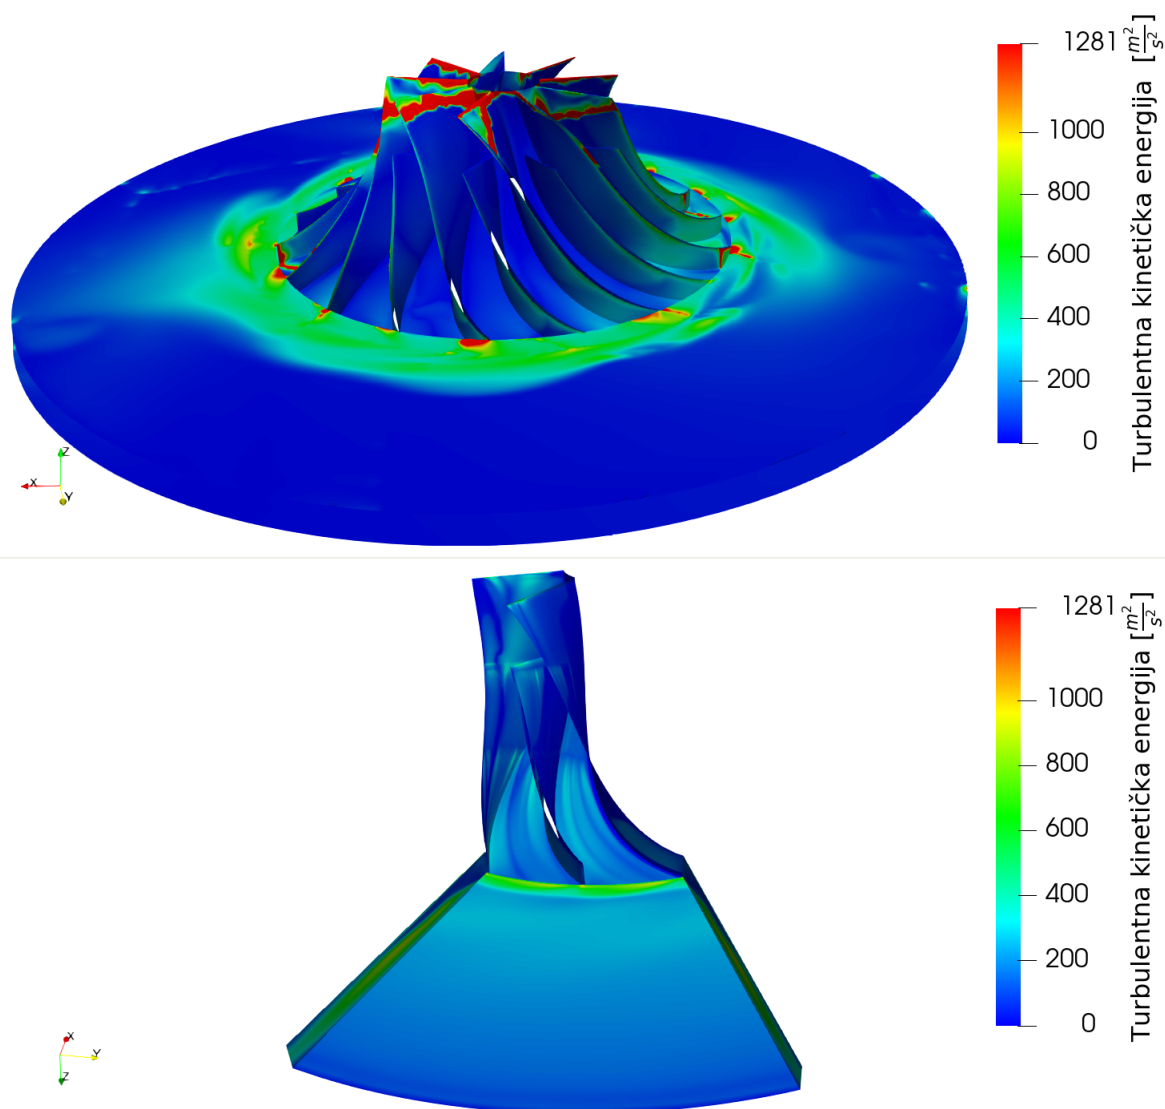 1281 [m²/s²]
1000
800
600
400
200
0
Turbulentna kinetička energija
Z
X
Y
1281 [m²/s²]
1000
800
600
400
200
0
Turbulentna kinetička energija
X
Y
Z